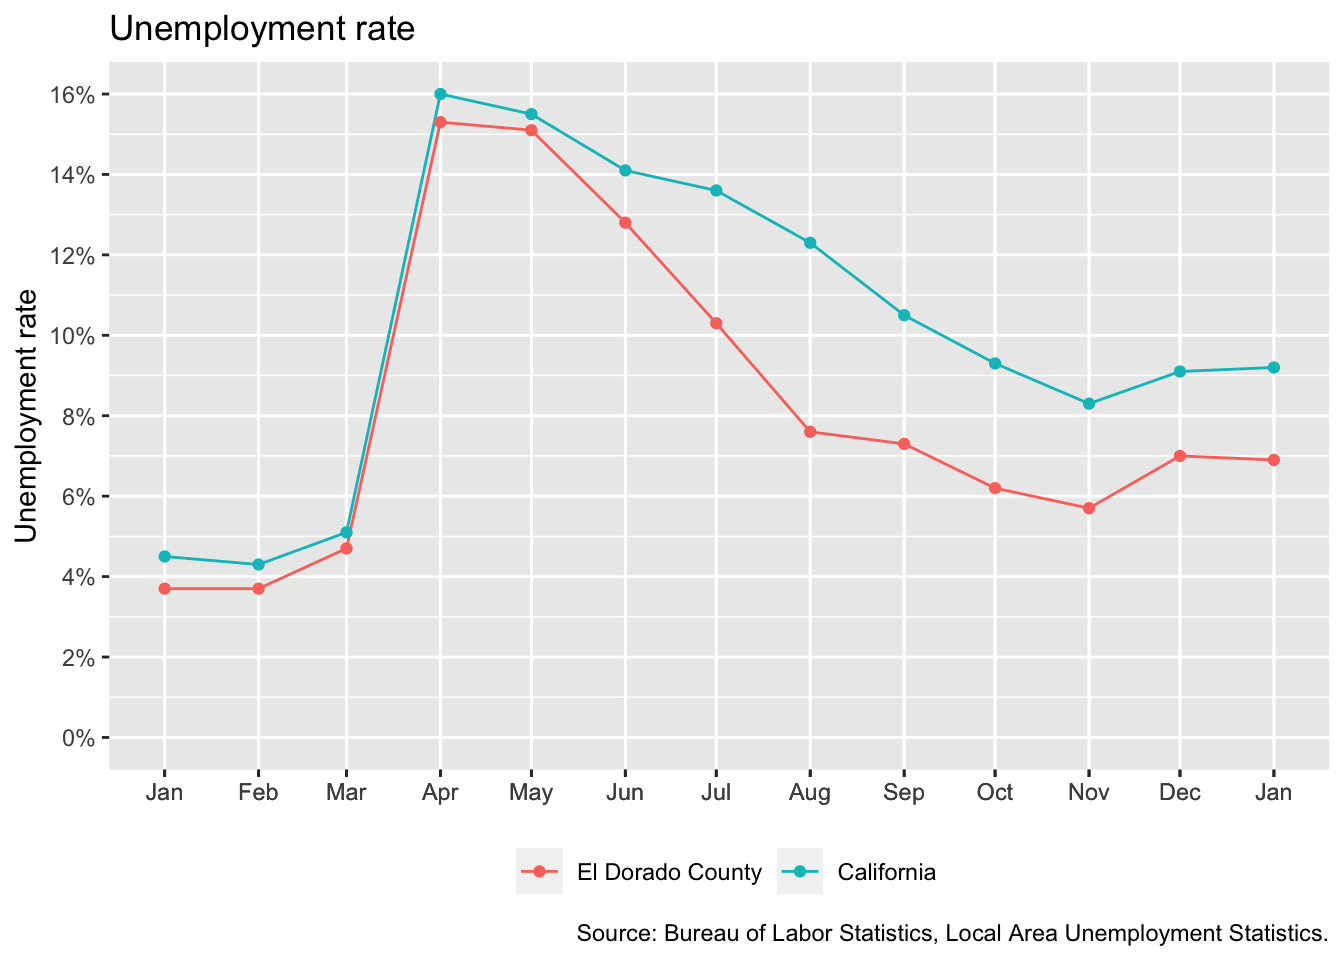 Unemployment rate
Unemployment rate
16%
14%
12%
10%
8%
6%
4%
2%
0%
Jan Feb Mar Apr May Jun Jul Aug Sep Oct Nov Dec Jan
El Dorado County California
Source: Bureau of Labor Statistics, Local Area Unemployment Statistics.